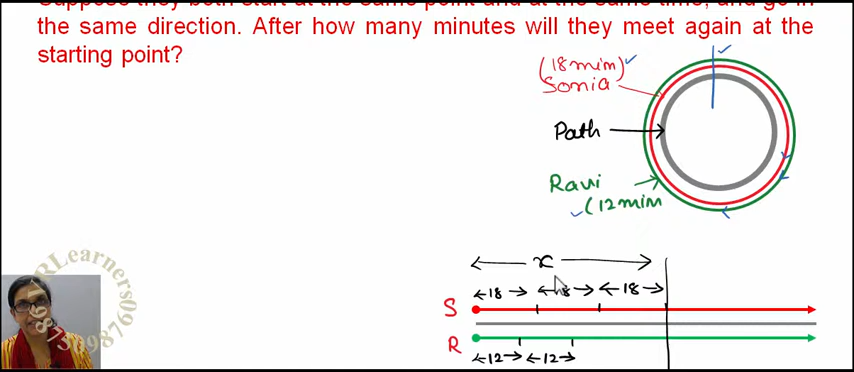 Suppose they both start at the same point and at the same time, and go in
the same direction. After how many minutes will they meet again at the
starting point?
(18 mim)
Sonia
Path
Ravi
(12 mim
x
18 18 18
S
R
12 12